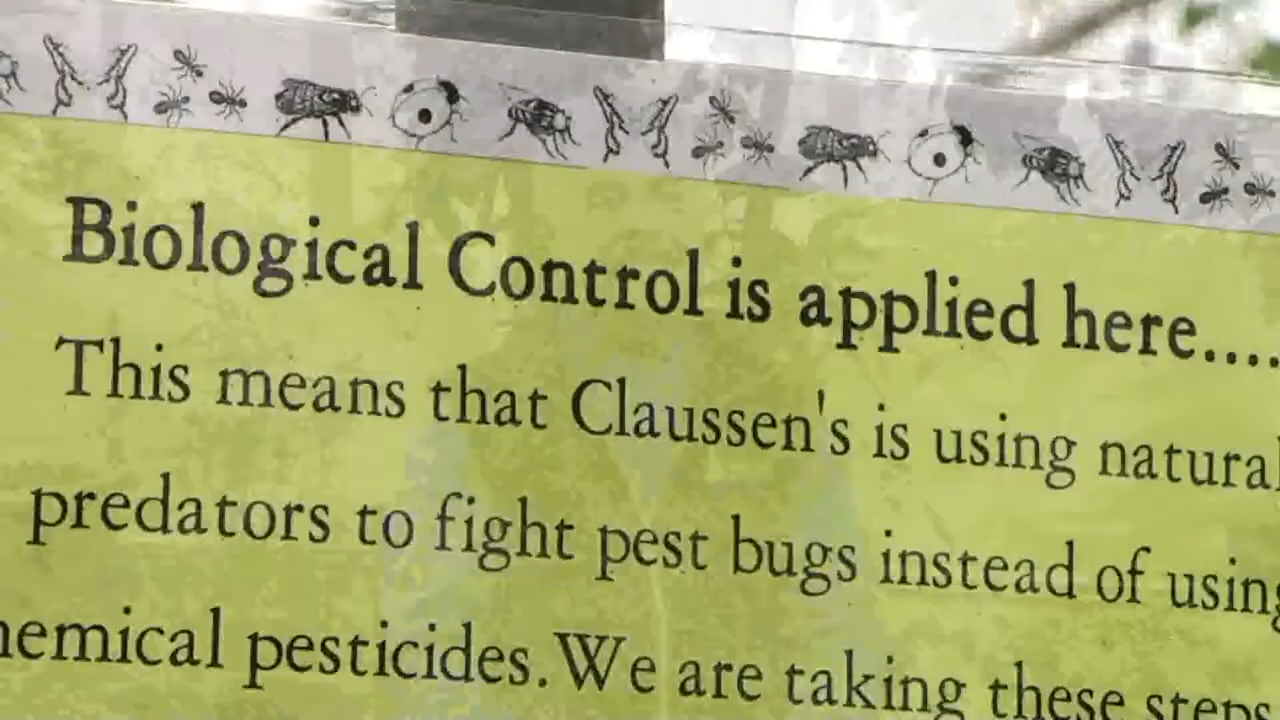 Biological Control is applied here....
This means that Claussen's is using natural
predators to fight pest bugs instead of using
hemical pesticides. We are taking these steps